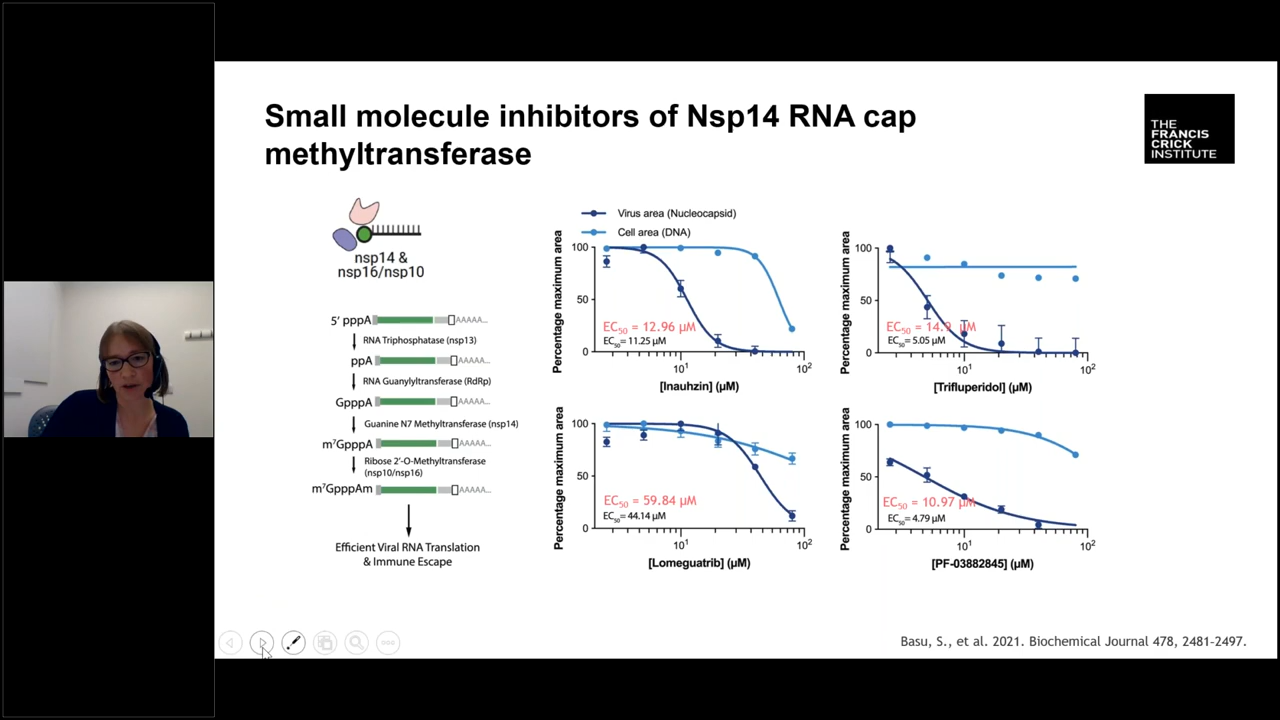 Small molecule inhibitors of Nsp14 RNA cap
methyltransferase
THE
FRANCIS
CRICK
INSTITUTE
nsp14 &
nsp16/nsp10
5' pppA
AAAAA...
RNA Triphosphatase (nsp13)
ppA
AAAAA...
RNA Guanylyltransferase (RdRp)
GpppA
AAAAA...
Guanine N7 Methyltransferase (nsp14)
m⁷GpppA
AAAAA...
Ribose 2'-O-Methyltransferase
(nsp10/nsp16)
m⁷GpppAm
AAAAA...
Efficient Viral RNA Translation
& Immune Escape
Virus area (Nucleocapsid)
Cell area (DNA)
Percentage maximum area
100
50
0
EC₅₀ = 12.96 µM
EC₅₀= 11.25 µM
10¹
10²
[Inauhzin] (µM)
Percentage maximum area
100
50
0
EC₅₀ = 14.9 µM
EC₅₀= 5.05 µM
10¹
10²
[Trifluperidol] (µM)
Percentage maximum area
100
50
0
EC₅₀ = 59.84 µM
EC₅₀= 44.14 µM
10¹
10²
[Lomeguatrib] (µM)
Percentage maximum area
100
50
0
EC₅₀ = 10.97 µM
EC₅₀= 4.79 µM
10¹
10²
[PF-03882845] (µM)
Basu, S., et al. 2021. Biochemical Journal 478, 2481-2497.